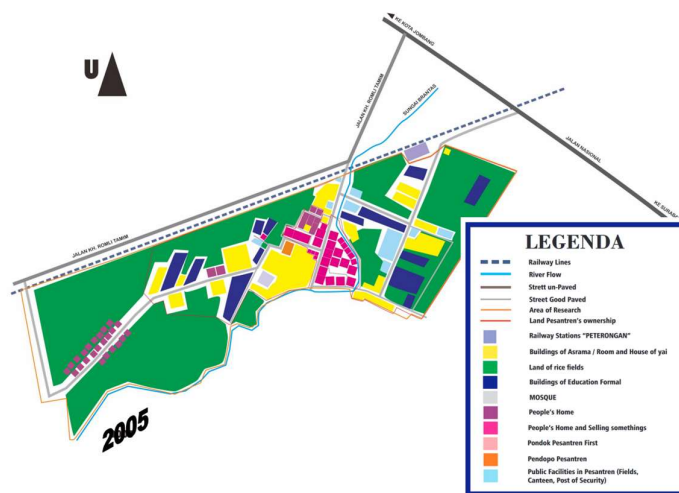 KE KOTA JOMBANG
U
JALAN KH. ROMLI TAMIM
SUNGAI BRANTAS
JALAN NASIONAL
KE SURABA
JALAN KH. ROMLI TAMIM
2005
LEGENDA
Railway Lines
River Flow
Strett un-Paved
Street Good Paved
Area of Research
Land Pesantren's ownership
Railway Stations "PETERONGAN"
Buildings of Asrama / Room and House of yai
Land of rice fields
Buildings of Education Formal
MOSQUE
People's Home
People's Home and Selling somethings
Pondok Pesantren First
Pendopo Pesantren
Public Facilities in Pesantren (Fields,
Canteen, Post of Security)